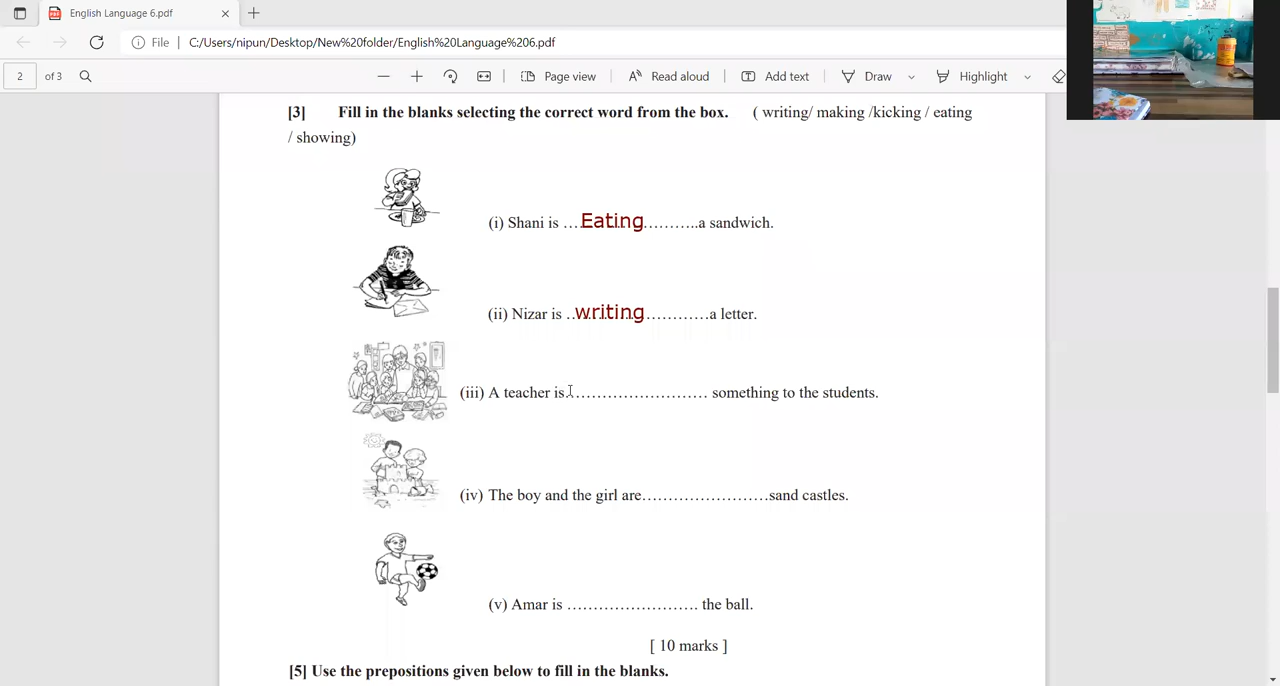 English Language 6.pdf
File | C:/Users/nipun/Desktop/New%20folder/English%20Language%206.pdf
2 of 3 Page view Read aloud Add text Draw Highlight
[3] Fill in the blanks selecting the correct word from the box. ( writing/ making /kicking / eating
/ showing)
(i) Shani is …Eating………..a sandwich.
(ii) Nizar is ..writing…………a letter.
(iii) A teacher is……………………… something to the students.
(iv) The boy and the girl are……………………sand castles.
(v) Amar is ……………………. the ball.
[ 10 marks ]
[5] Use the prepositions given below to fill in the blanks.